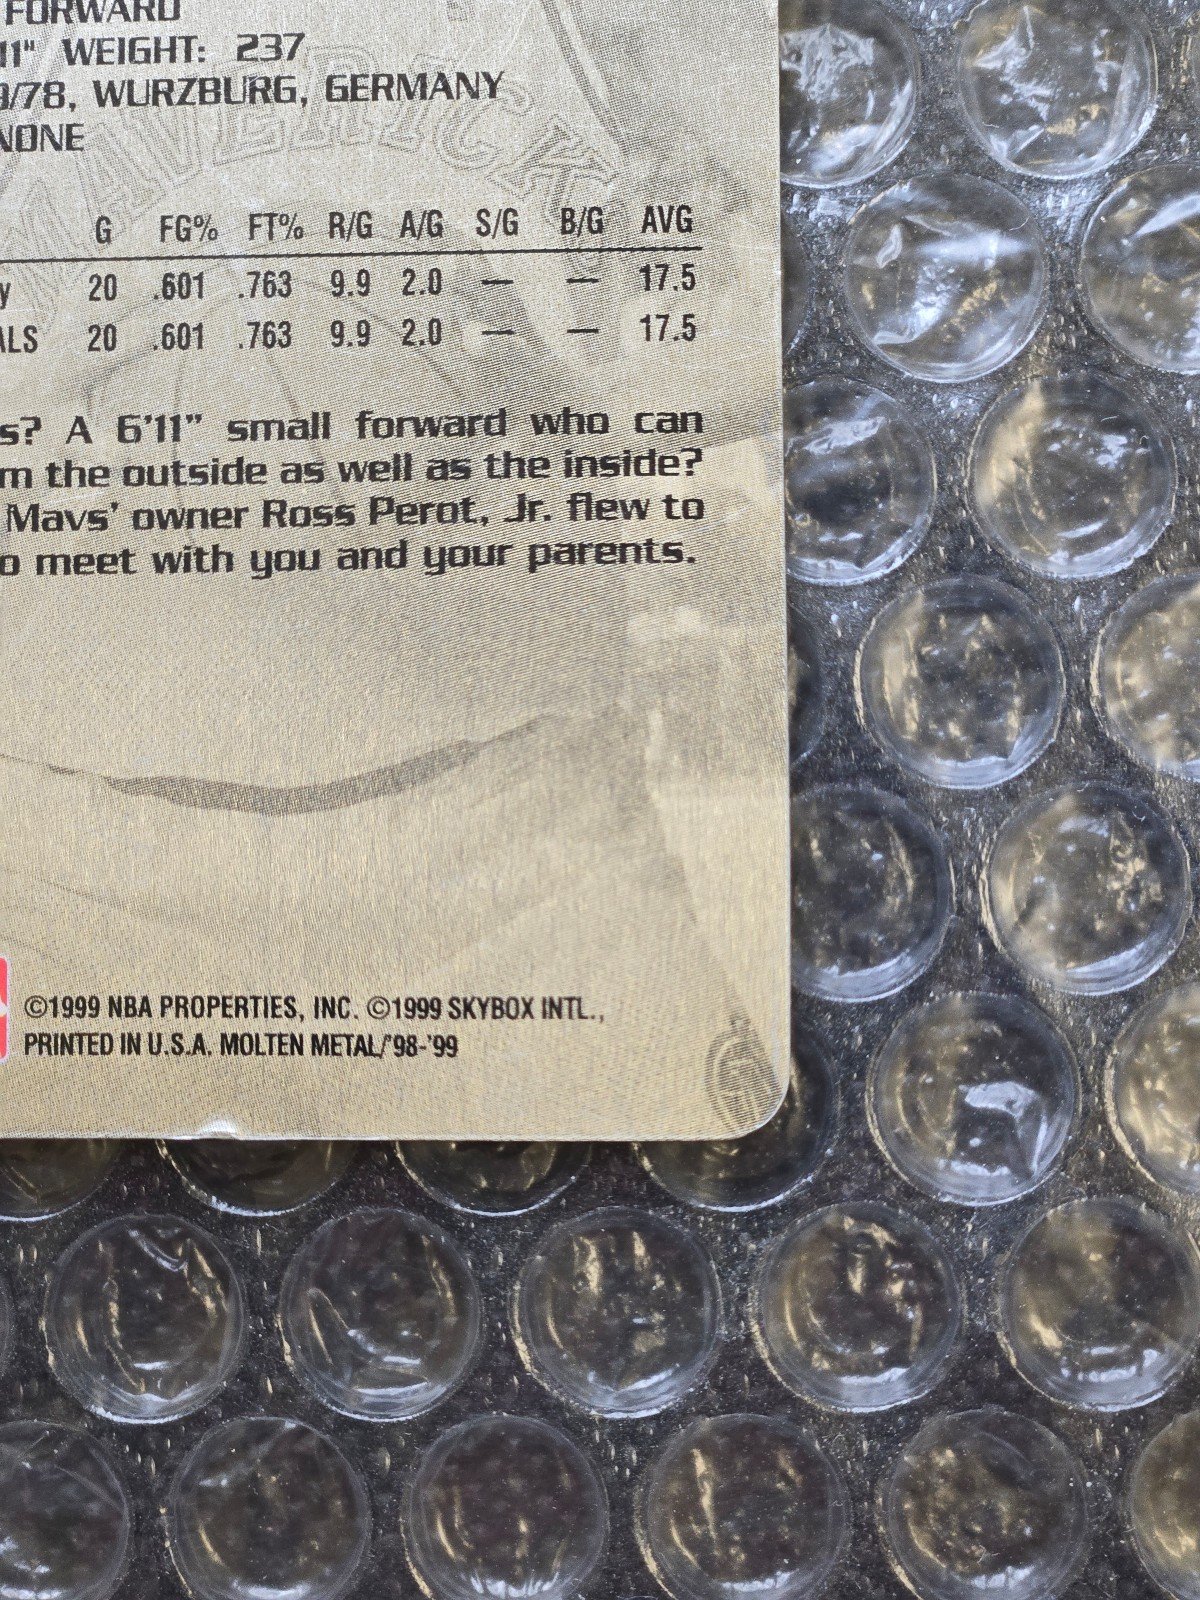 FORWARD
11" WEIGHT: 237
9/78, WURZBURG, GERMANY
NONE
MAVERICK
G FG% FT% R/G A/G S/G B/G AVG
y 20 .601 .763 9.9 2.0 — — 17.5
ALS 20 .601 .763 9.9 2.0 — — 17.5
s? A 6'11" small forward who can
m the outside as well as the inside?
Mavs' owner Ross Perot, Jr. flew to
o meet with you and your parents.
©1999 NBA PROPERTIES, INC. ©1999 SKYBOX INTL.,
PRINTED IN U.S.A. MOLTEN METAL/'98-'99